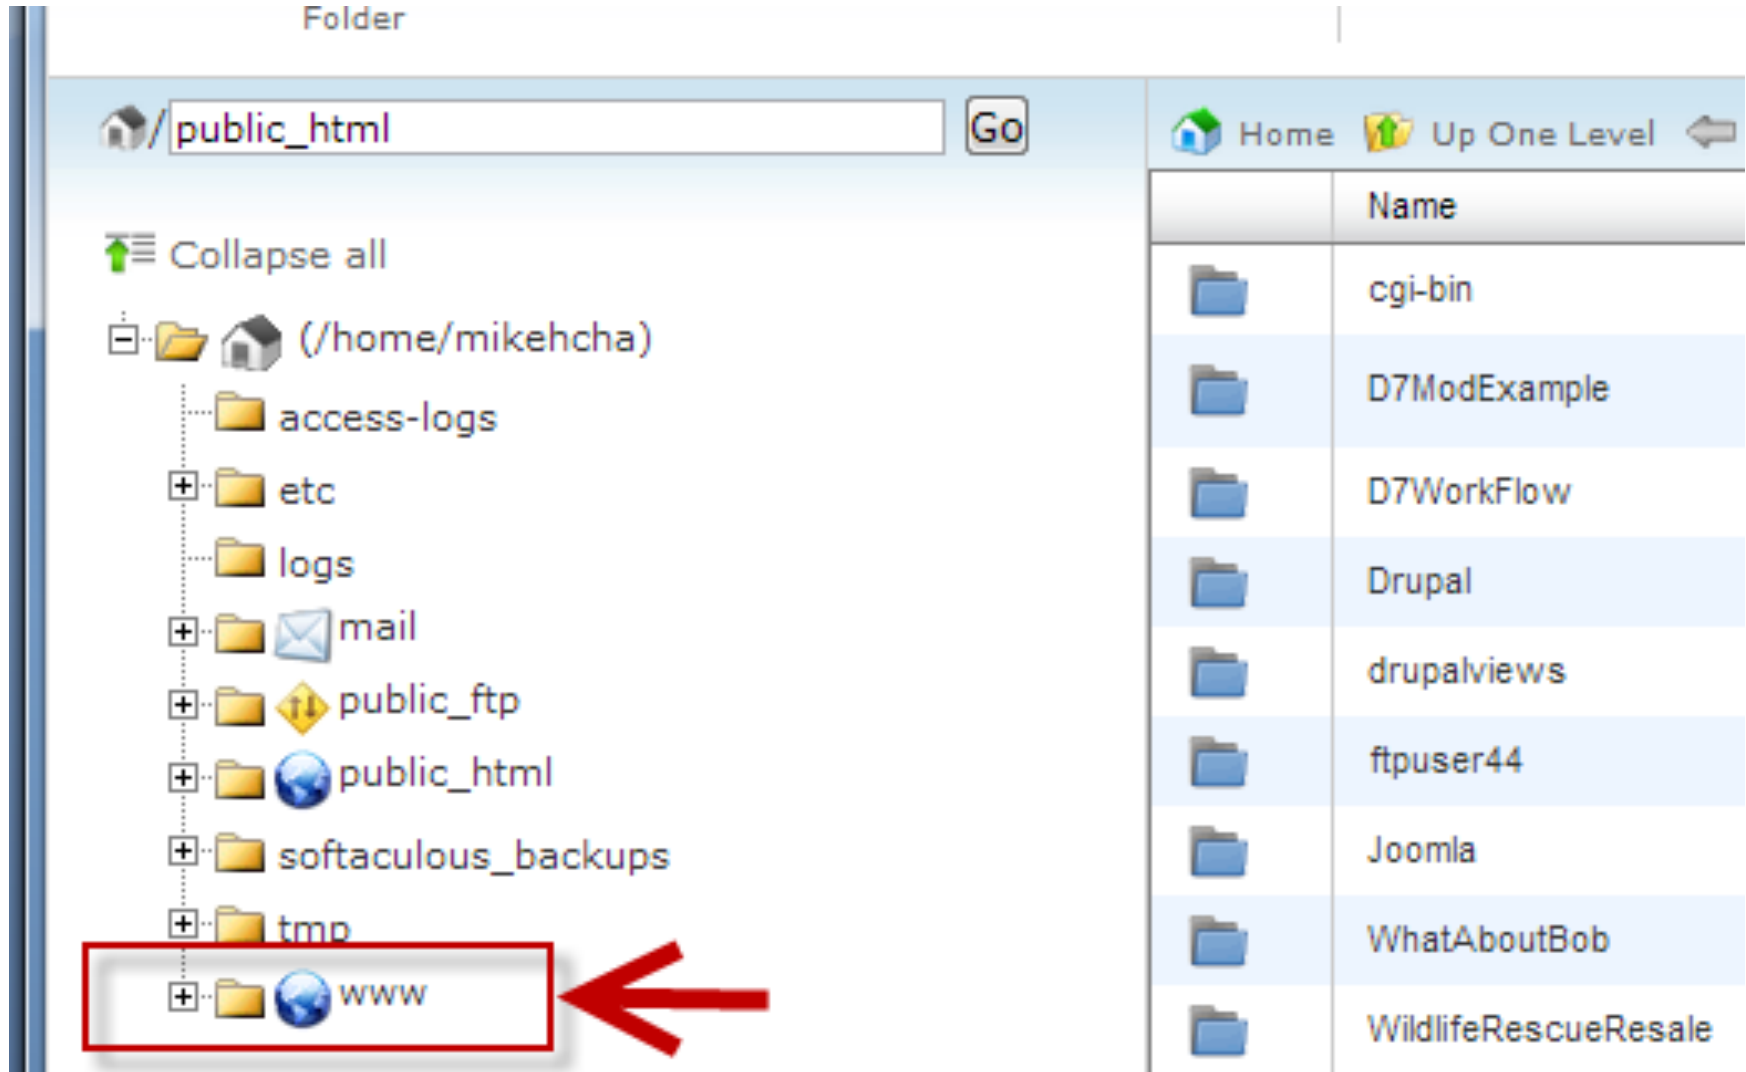 Folder
/ public_html Go
Collapse all
(/home/mikehcha)
access-logs
etc
logs
mail
public_ftp
public_html
softaculous_backups
tmp
www
Home Up One Level
Name
cgi-bin
D7ModExample
D7WorkFlow
Drupal
drupalviews
ftpuser44
Joomla
WhatAboutBob
WildlifeRescueResale